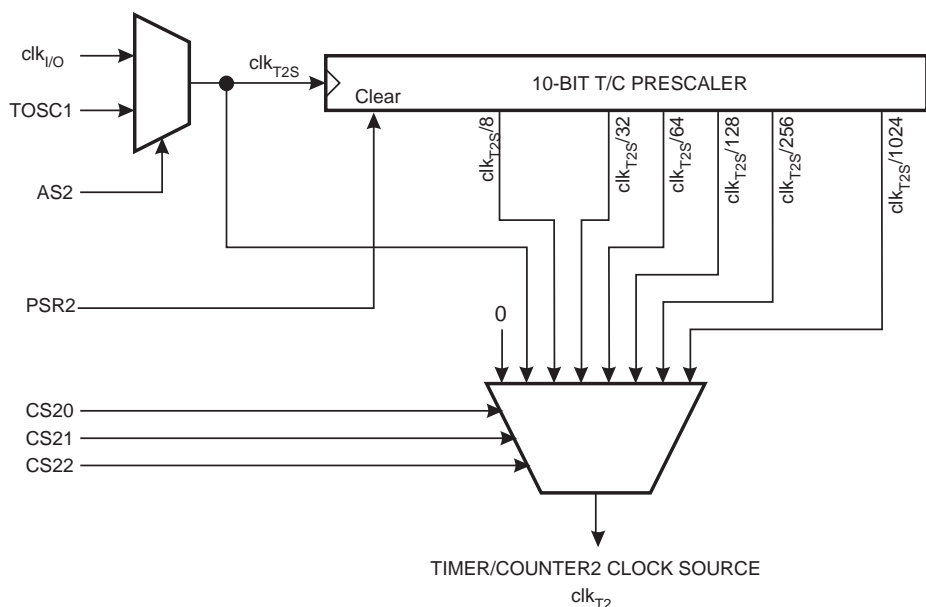 clkI/O
clkT2S
10-BIT T/C PRESCALER
Clear
TOSC1
clkT2S/8
clkT2S/32
clkT2S/64
clkT2S/128
clkT2S/256
clkT2S/1024
AS2
PSR2
0
CS20
CS21
CS22
TIMER/COUNTER2 CLOCK SOURCE
clkT2